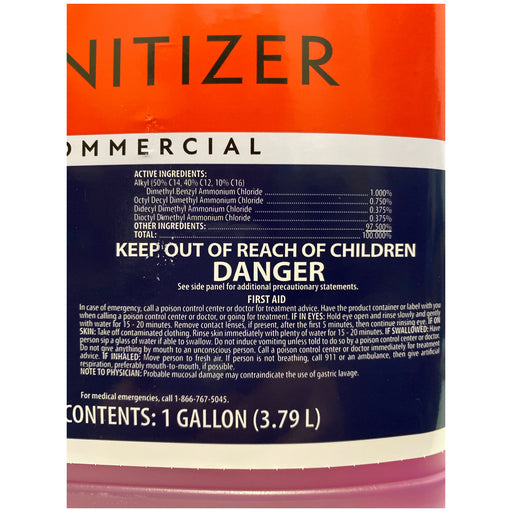 NITIZER
OMMERCIAL
ACTIVE INGREDIENTS:
Alkyl (50% C14, 40% C12, 10% C16)
Dimethyl Benzyl Ammonium Chloride ........ 1.000%
Octyl Decyl Dimethyl Ammonium Chloride ........ 0.750%
Didecyl Dimethyl Ammonium Chloride ........ 0.375%
Dioctyl Dimethyl Ammonium Chloride ........ 0.375%
OTHER INGREDIENTS: ........ 97.500%
TOTAL: ........ 100.000%
KEEP OUT OF REACH OF CHILDREN
DANGER
See side panel for additional precautionary statements.
FIRST AID
In case of emergency, call a poison control center or doctor for treatment advice. Have the product container or label with you
when calling a poison control center or doctor, or going for treatment. IF IN EYES: Hold eye open and rinse slowly and gently
with water for 15 - 20 minutes. Remove contact lenses, if present, after the first 5 minutes, then continue rinsing eye. IF ON
SKIN: Take off contaminated clothing. Rinse skin immediately with plenty of water for 15 - 20 minutes. IF SWALLOWED: Have
person sip a glass of water if able to swallow. Do not induce vomiting unless told to do so by a poison control center or doctor.
Do not give anything by mouth to an unconscious person. Call a poison control center or doctor immediately for treatment
advice. IF INHALED: Move person to fresh air. If person is not breathing, call 911 or an ambulance, then give artificial
respiration, preferably mouth-to-mouth, if possible.
NOTE TO PHYSICIAN: Probable mucosal damage may contraindicate the use of gastric lavage.
For medical emergencies, call 1-866-767-5045.
CONTENTS: 1 GALLON (3.79 L)